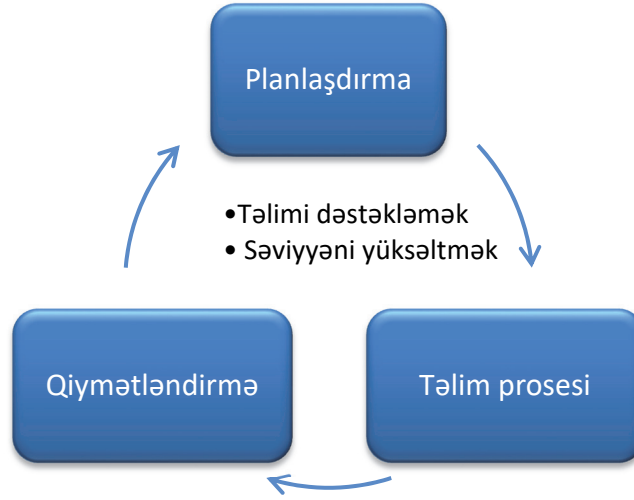 Planlaşdırma
•Təlimi dəstəkləmək
• Səviyyəni yüksəltmək
Qiymətləndirmə
Təlim prosesi